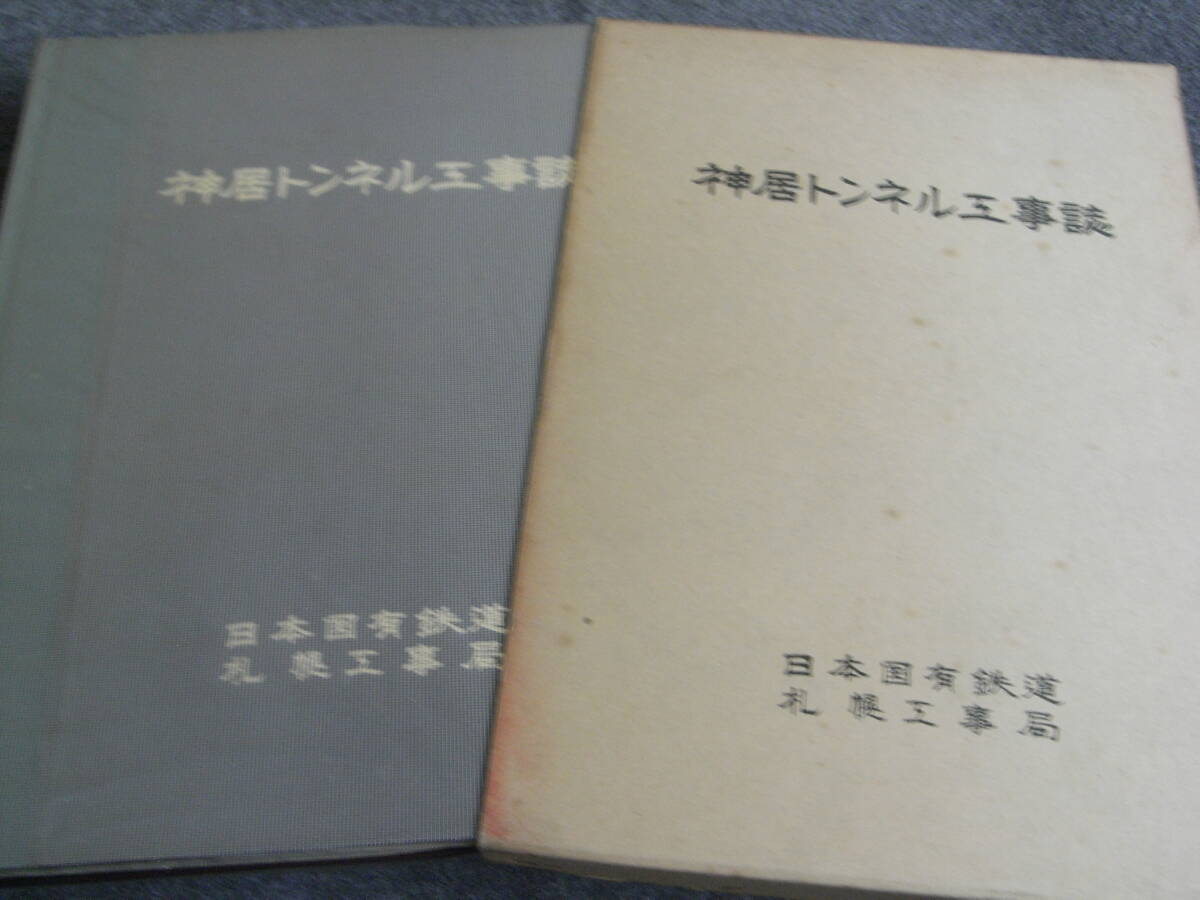 神居トンネル工事誌
日本国有鉄道
札幌工事局
神居トンネル工事誌
日本国有鉄道
札幌工事局